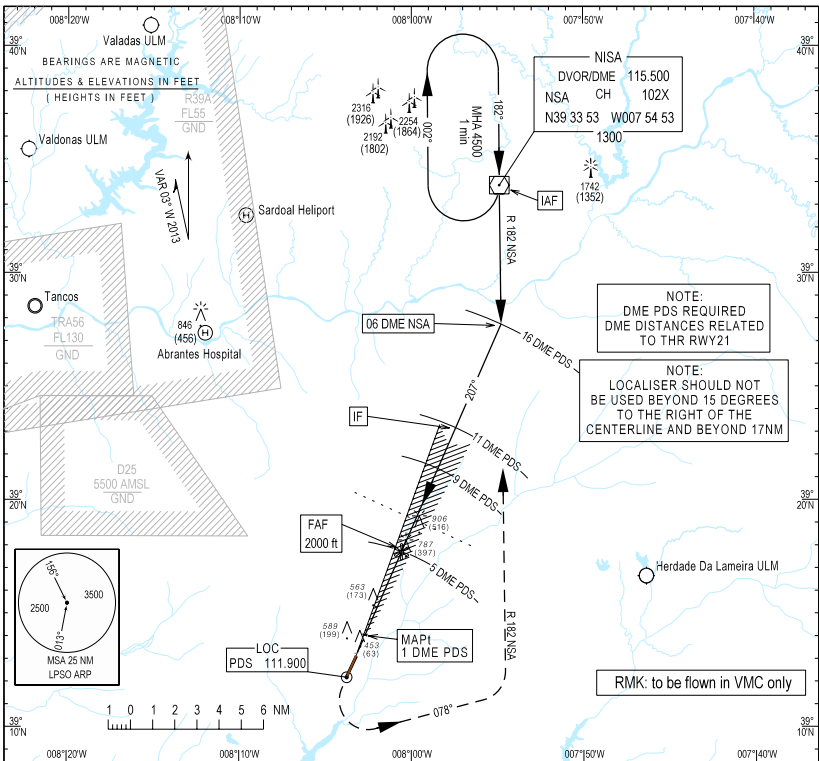 008°20'W
008°10'W
008°00'W
007°50'W
007°40'W
39°
40'N
39°
40'N
Valadas ULM
BEARINGS ARE MAGNETIC
ALTITUDES & ELEVATIONS IN FEET
( HEIGHTS IN FEET )
R39A
FL55
GND
Valdonas ULM
VAR 03° W 2013
Sardoal Heliport
2316
(1926)
2254
(1864)
2192
(1802)
002°
MHA 4500
1 min
182°
NISA
DVOR/DME 115.500
NSA CH 102X
N39 33 53 W007 54 53
1300
1742
(1352)
IAF
R 182 NSA
39°
30'N
39°
30'N
Tancos
TRA56
FL130
GND
846
(456)
Abrantes Hospital
06 DME NSA
16 DME PDS
NOTE:
DME PDS REQUIRED
DME DISTANCES RELATED
TO THR RWY21
NOTE:
LOCALISER SHOULD NOT
BE USED BEYOND 15 DEGREES
TO THE RIGHT OF THE
CENTERLINE AND BEYOND 17NM
207°
IF
11 DME PDS
D25
5500 AMSL
GND
9 DME PDS
39°
20'N
39°
20'N
906
(516)
FAF
2000 ft
787
(397)
5 DME PDS
Herdade Da Lameira ULM
156°
2500
3500
013°
MSA 25 NM
LPSO ARP
563
(173)
589
(199)
453
(63)
MAPt
1 DME PDS
LOC
PDS 111.900
R 182 NSA
078°
RMK: to be flown in VMC only
1 0 1 2 3 4 5 6 NM
39°
10'N
39°
10'N
008°20'W
008°10'W
008°00'W
007°50'W
007°40'W